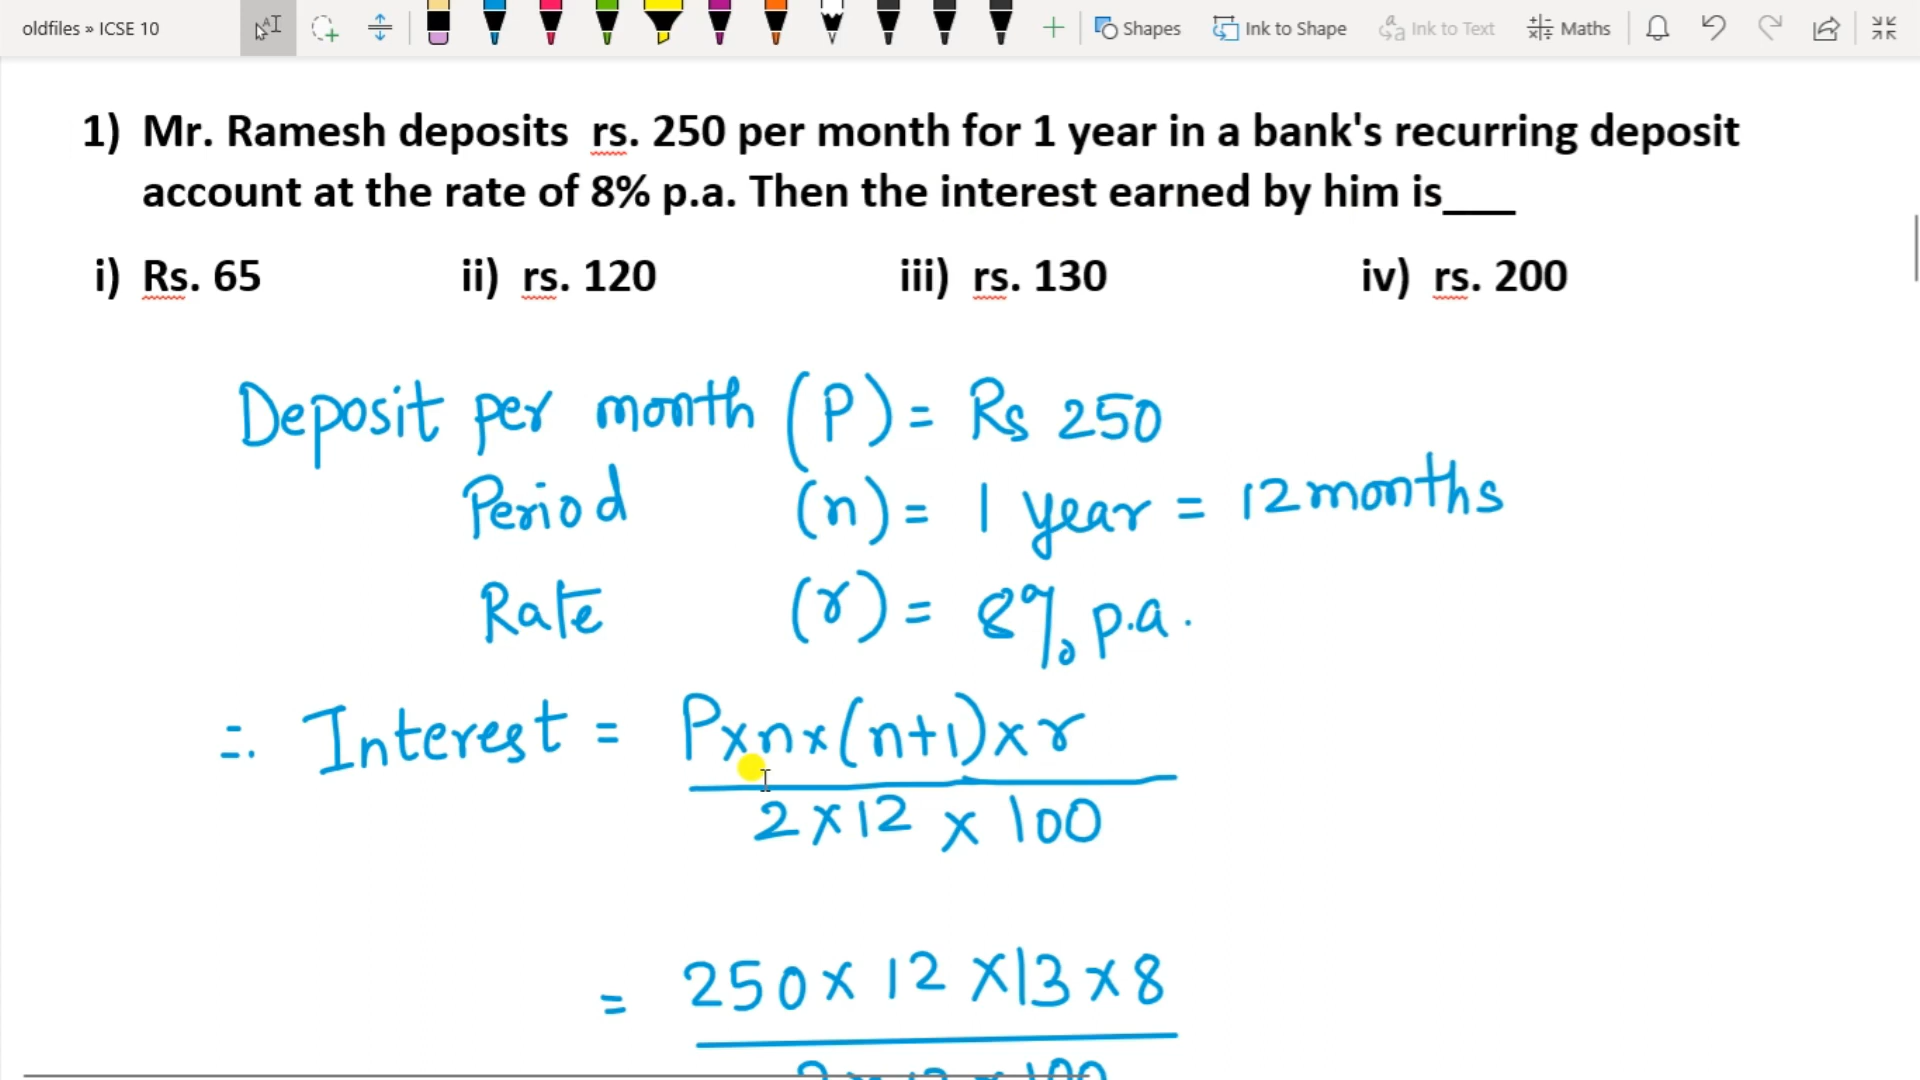 oldfiles » ICSE 10
Shapes
Ink to Shape
Ink to Text
Maths
1) Mr. Ramesh deposits rs. 250 per month for 1 year in a bank's recurring deposit
account at the rate of 8% p.a. Then the interest earned by him is___
i) Rs. 65 ii) rs. 120 iii) rs. 130 iv) rs. 200
Deposit per month (P) = Rs 250
Period (n) = 1 year = 12 months
Rate (r) = 8% p.a.
∴ Interest = P x n x (n+1) x r
2 x 12 x 100
= 250 x 12 x 13 x 8
2 x 12 x 100